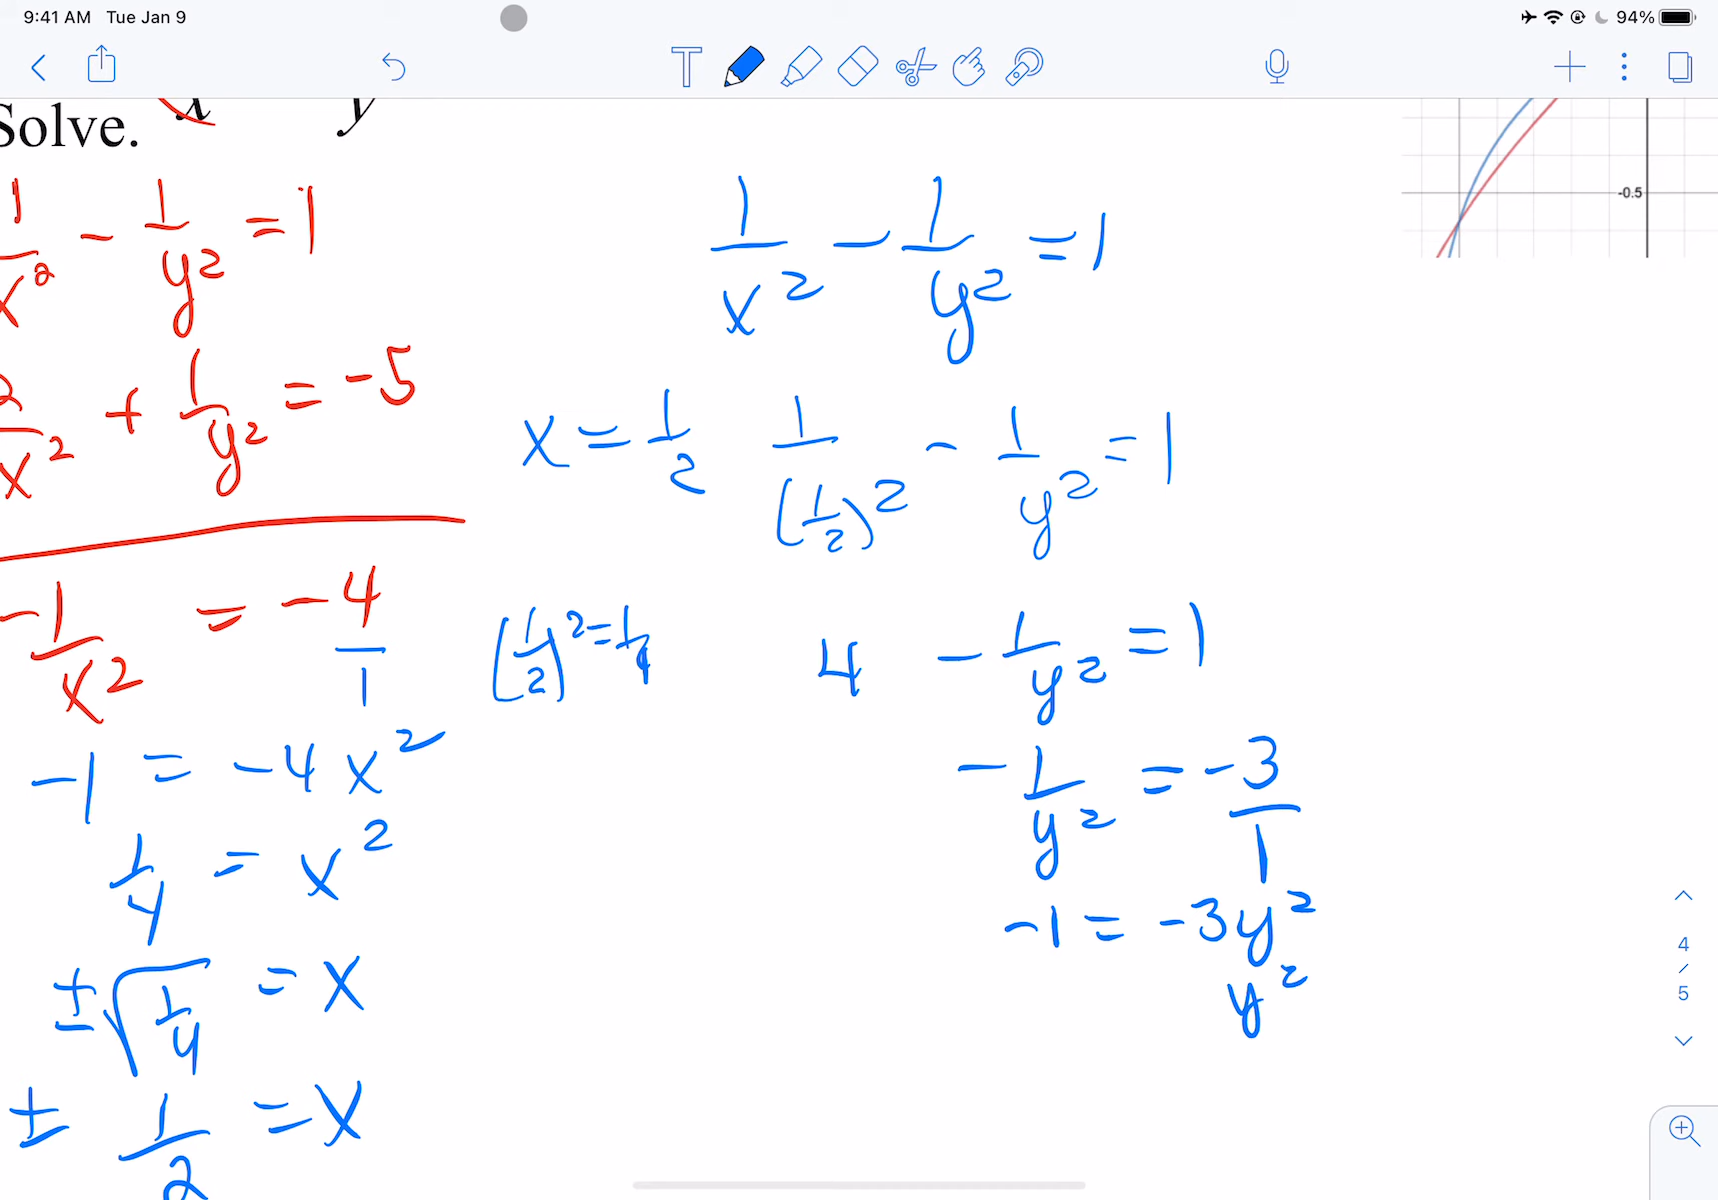 9:41 AM Tue Jan 9
94%
Solve. x y
1/x² - 1/y² = 1
2/x² + 1/y² = -5
-1/x² = -4/1
-1 = -4x²
1/4 = x²
±√(1/4) = x
± 1/2 = x
1/x² - 1/y² = 1
x = 1/2 1/(1/2)² - 1/y² = 1
(1/2)² = 1/4 4 - 1/y² = 1
-1/y² = -3/1
-1 = -3y²
y²
-0.5
4
/
5